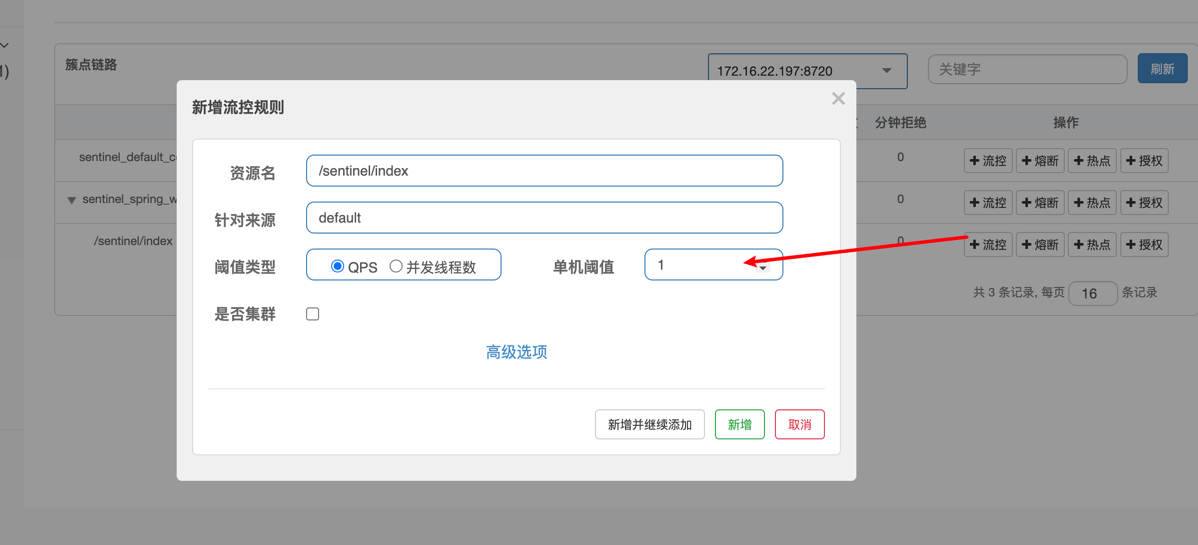 簇点链路
172.16.22.197:8720
关键字
刷新
新增流控规则
分钟拒绝
操作
资源名
/sentinel/index
sentinel_default_c
0
流控
熔断
热点
授权
针对来源
default
sentinel_spring_w
0
流控
熔断
热点
授权
/sentinel/index
0
流控
熔断
热点
授权
阈值类型
QPS
并发线程数
单机阈值
1
是否集群
共 3 条记录, 每页 16 条记录
高级选项
新增并继续添加
新增
取消